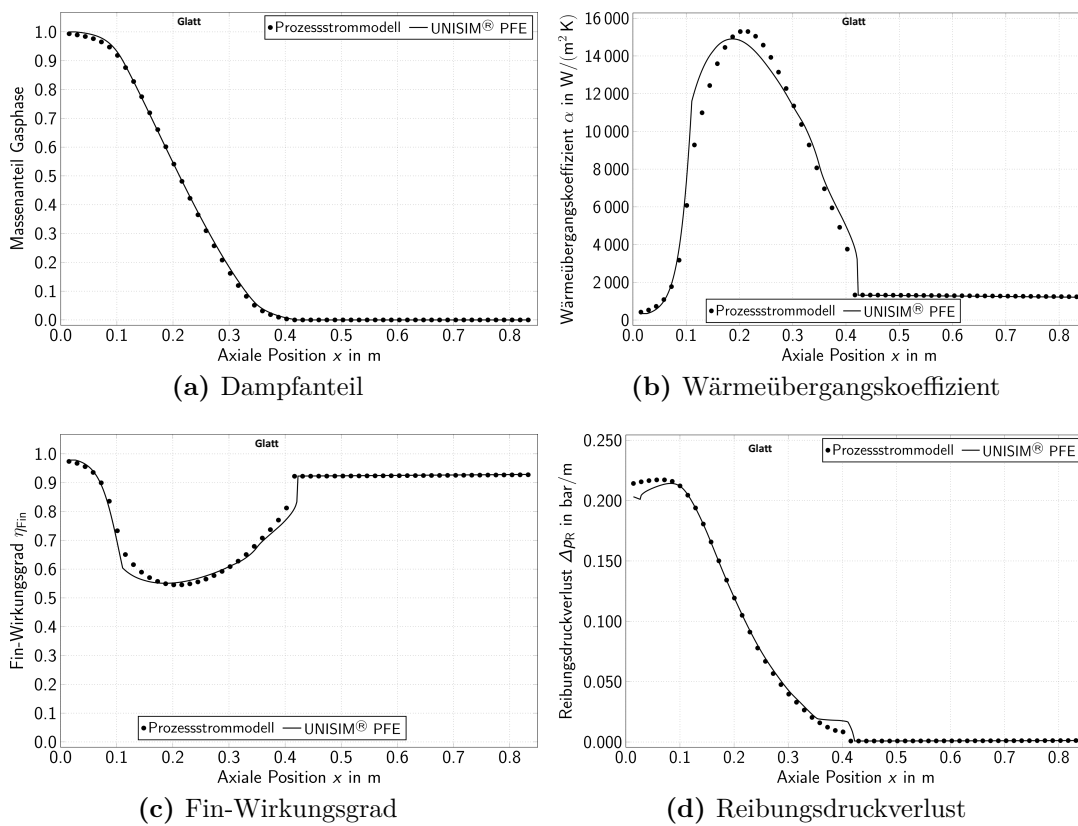 Glatt
Prozessstrommodell UNISIM® PFE
Massenanteil Gasphase
1.0
0.9
0.8
0.7
0.6
0.5
0.4
0.3
0.2
0.1
0.0
0.0 0.1 0.2 0.3 0.4 0.5 0.6 0.7 0.8
Axiale Position x in m
(a) Dampfanteil
Glatt
Wärmeübergangskoeffizient α in W/(m² K)
16 000
14 000
12 000
10 000
8 000
6 000
4 000
2 000
0
Prozessstrommodell UNISIM® PFE
0.0 0.1 0.2 0.3 0.4 0.5 0.6 0.7 0.8
Axiale Position x in m
(b) Wärmeübergangskoeffizient
Glatt
Fin-Wirkungsgrad ηFin
1.0
0.9
0.8
0.7
0.6
0.5
0.4
0.3
0.2
0.1
0.0
Prozessstrommodell UNISIM® PFE
0.0 0.1 0.2 0.3 0.4 0.5 0.6 0.7 0.8
Axiale Position x in m
(c) Fin-Wirkungsgrad
Glatt
Prozessstrommodell UNISIM® PFE
Reibungsdruckverlust ΔpR in bar/m
0.250
0.200
0.150
0.100
0.050
0.000
0.0 0.1 0.2 0.3 0.4 0.5 0.6 0.7 0.8
Axiale Position x in m
(d) Reibungsdruckverlust